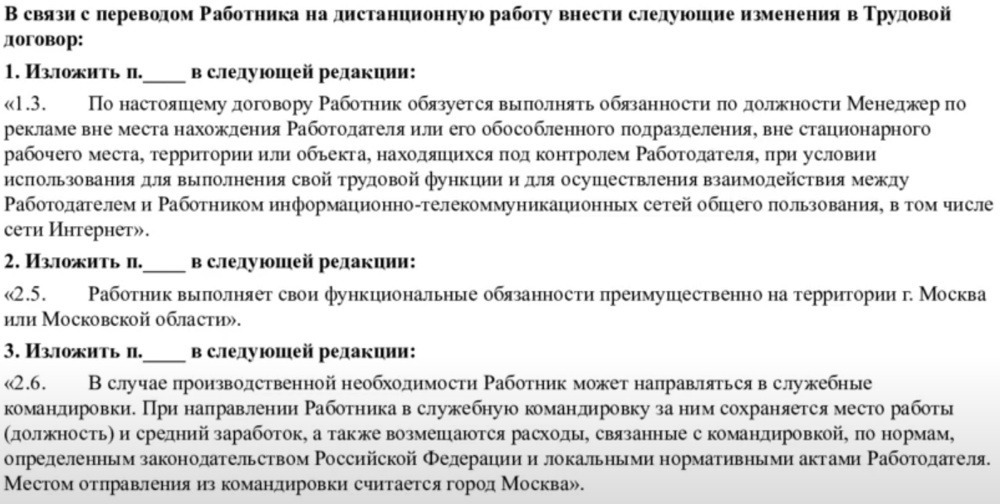 В связи с переводом Работника на дистанционную работу внести следующие изменения в Трудовой
договор:
1. Изложить п.____ в следующей редакции:
«1.3. По настоящему договору Работник обязуется выполнять обязанности по должности Менеджер по
рекламе вне места нахождения Работодателя или его обособленного подразделения, вне стационарного
рабочего места, территории или объекта, находящихся под контролем Работодателя, при условии
использования для выполнения свой трудовой функции и для осуществления взаимодействия между
Работодателем и Работником информационно-телекоммуникационных сетей общего пользования, в том числе
сети Интернет».
2. Изложить п.____ в следующей редакции:
«2.5. Работник выполняет свои функциональные обязанности преимущественно на территории г. Москва
или Московской области».
3. Изложить п.____ в следующей редакции:
«2.6. В случае производственной необходимости Работник может направляться в служебные
командировки. При направлении Работника в служебную командировку за ним сохраняется место работы
(должность) и средний заработок, а также возмещаются расходы, связанные с командировкой, по нормам,
определенным законодательством Российской Федерации и локальными нормативными актами Работодателя.
Местом отправления из командировки считается город Москва».